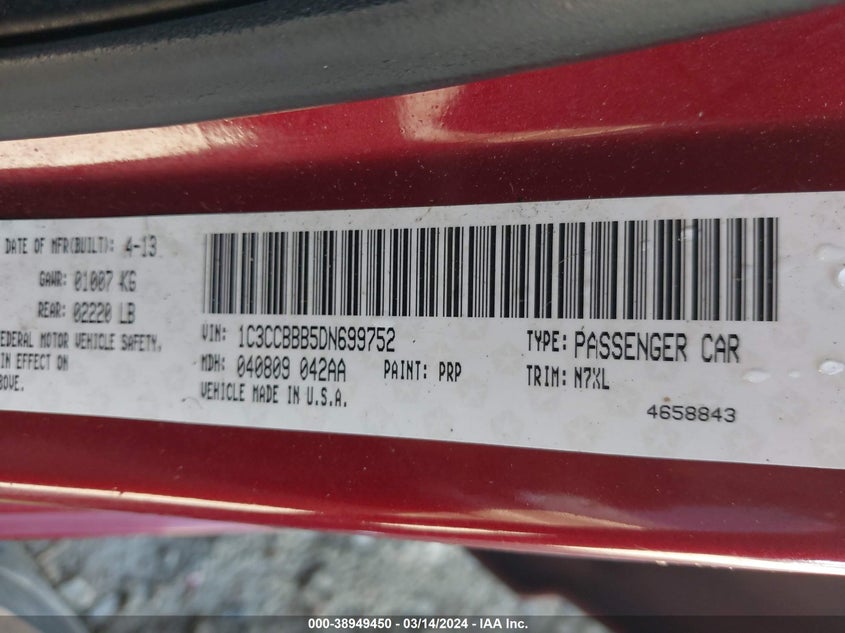 DATE OF MFR(BUILT): 4-13
GAWR: 01007 KG
REAR: 02220 LB
FEDERAL MOTOR VEHICLE SAFETY,
IN EFFECT ON
BOVE.
VIN: 1C3CCBBB5DN699752
MDH: 040809 042AA PAINT: PRP
VEHICLE MADE IN U.S.A.
TYPE: PASSENGER CAR
TRIM: N7XL
4658843
000-38949450 - 03/14/2024 - IAA Inc.